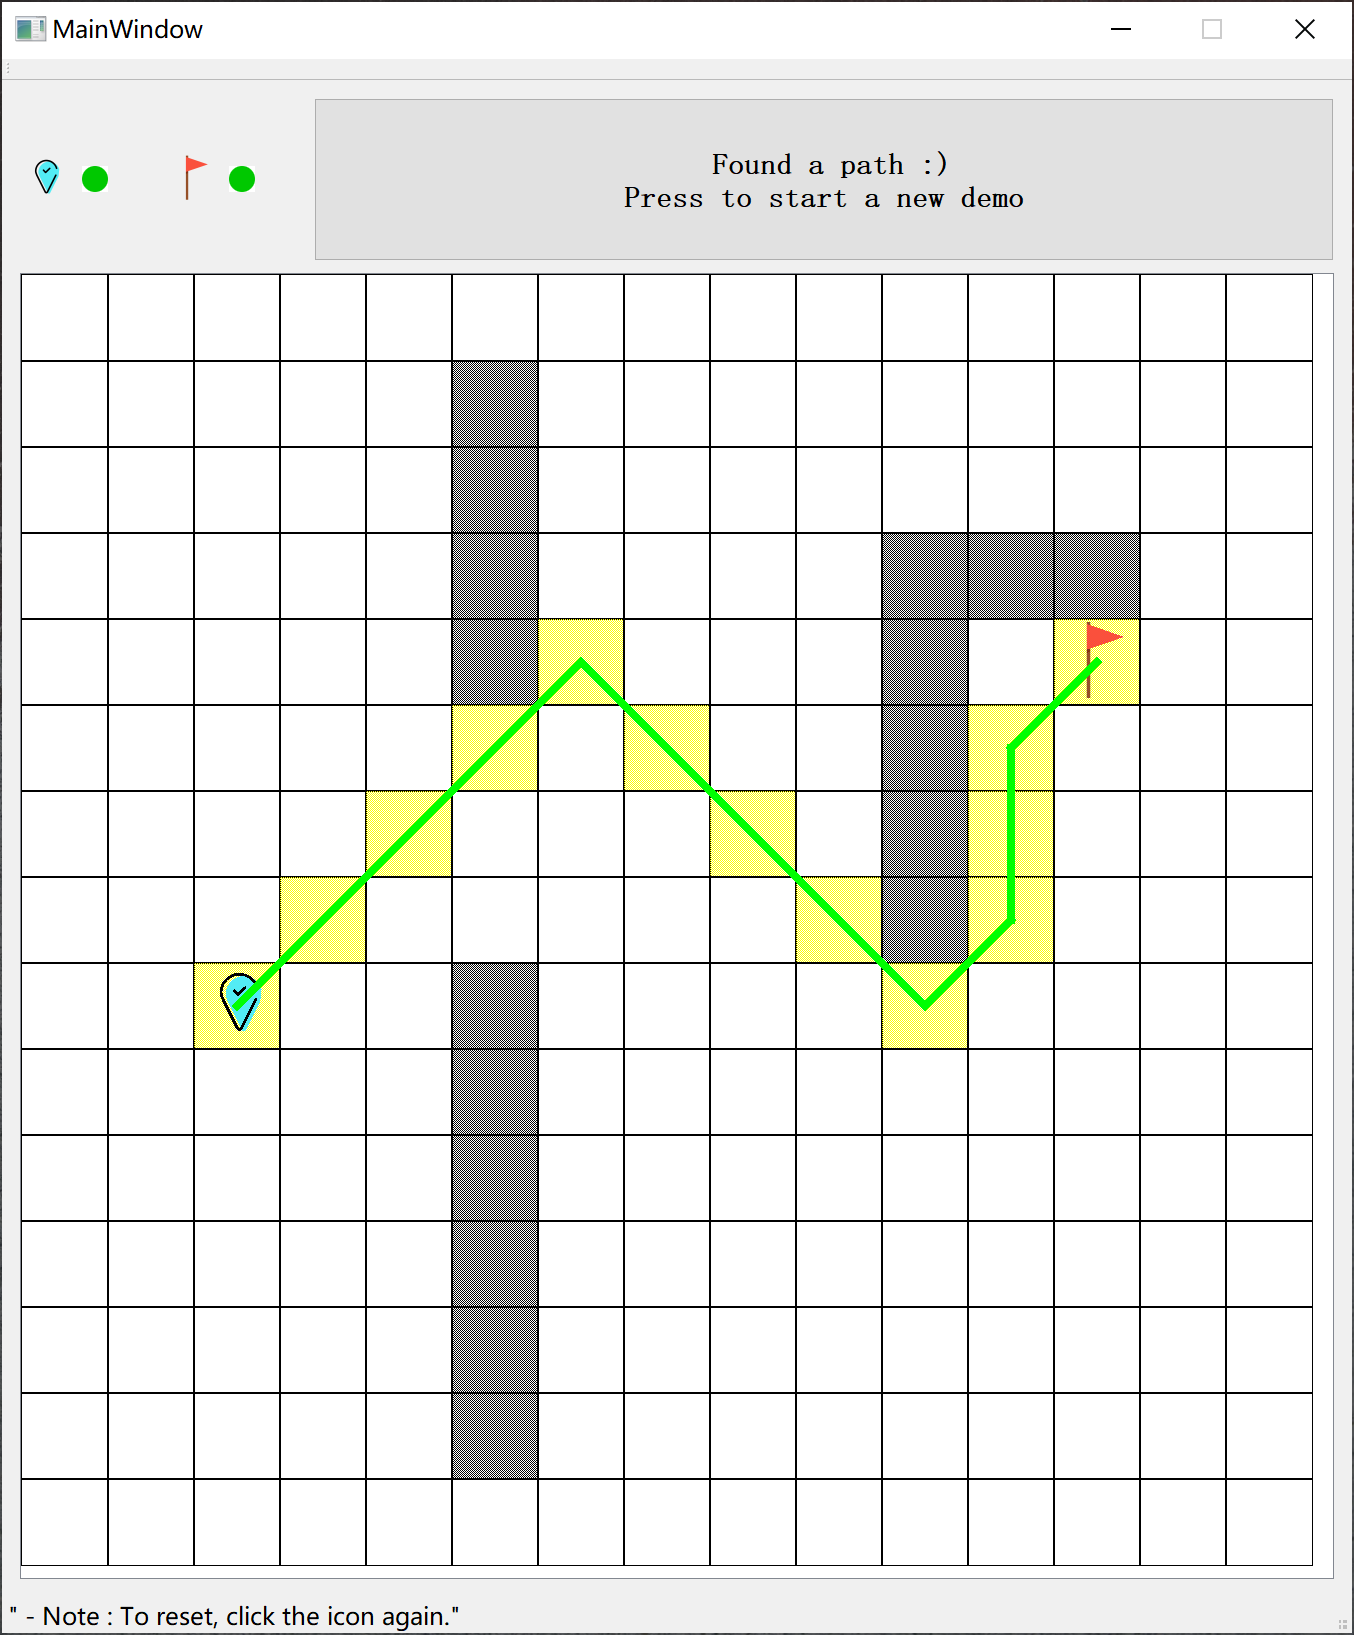 MainWindow
Found a path :)
Press to start a new demo
" - Note : To reset, click the icon again."